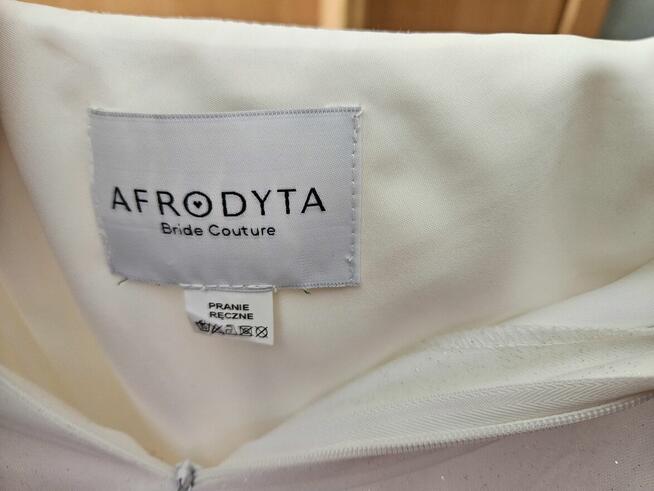 AFRODYTA
Bride Couture
PRANIE
RĘCZNE